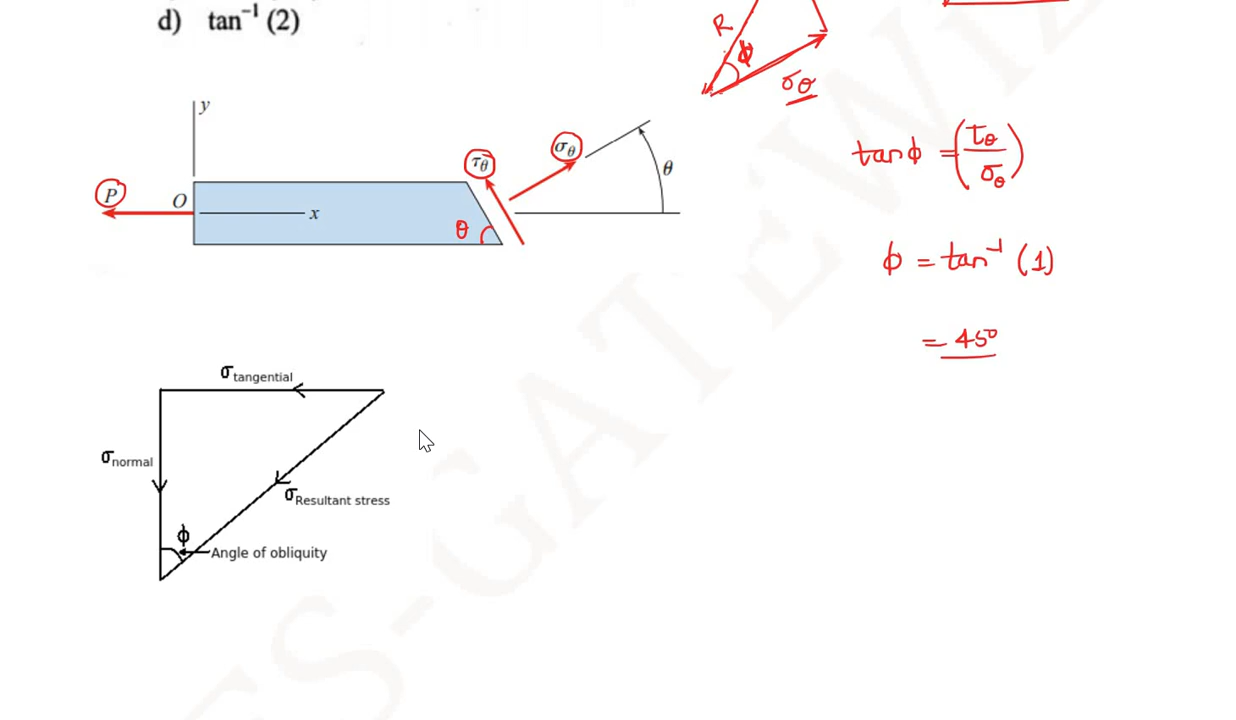 d) tan⁻¹ (2)
R
ϕ
σθ
y
P
O
x
τθ
σθ
θ
θ
tanϕ = (τθ/σθ)
ϕ = tan⁻¹ (1)
= 45°
σtangential
σnormal
σResultant stress
ϕ
Angle of obliquity
S-GATEWIZ